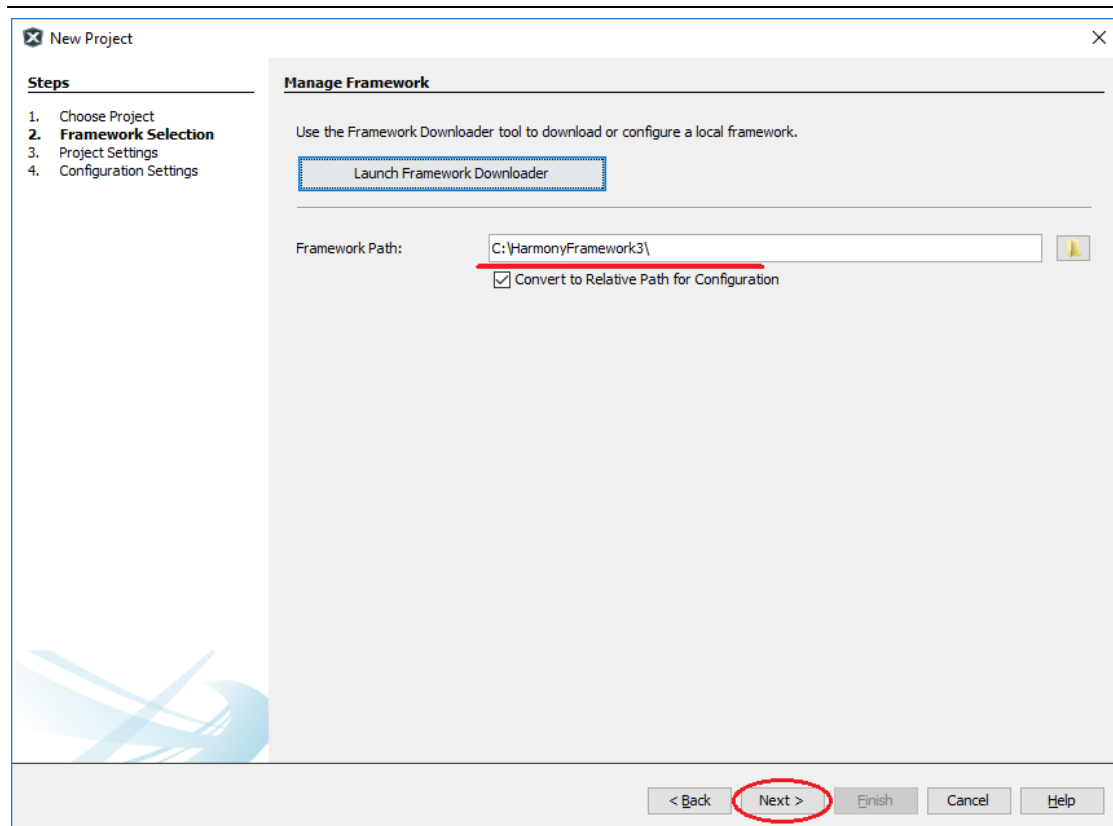 New Project
Steps
1. Choose Project
2. Framework Selection
3. Project Settings
4. Configuration Settings
Manage Framework
Use the Framework Downloader tool to download or configure a local framework.
Launch Framework Downloader
Framework Path: C:\HarmonyFramework3\
Convert to Relative Path for Configuration
< Back Next > Finish Cancel Help